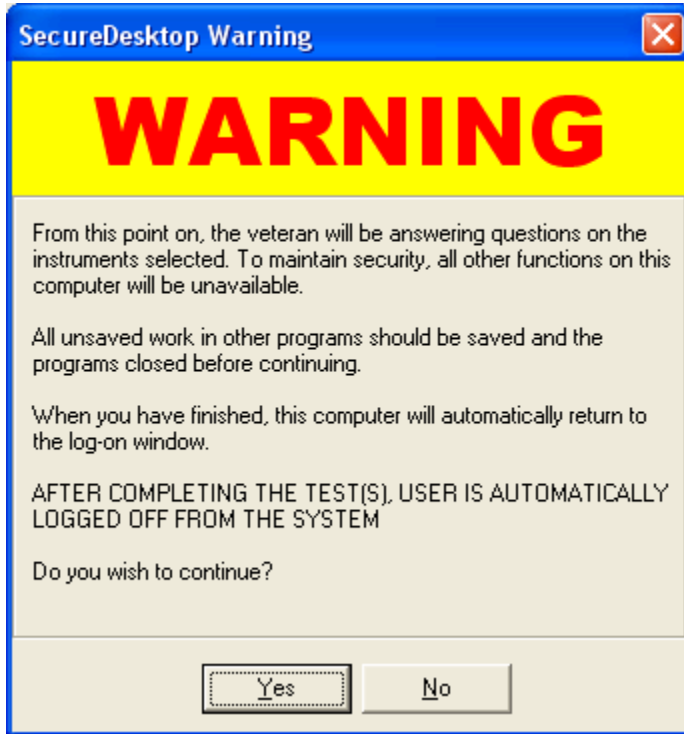 SecureDesktop Warning
WARNING
From this point on, the veteran will be answering questions on the
instruments selected. To maintain security, all other functions on this
computer will be unavailable.
All unsaved work in other programs should be saved and the
programs closed before continuing.
When you have finished, this computer will automatically return to
the log-on window.
AFTER COMPLETING THE TEST(S), USER IS AUTOMATICALLY
LOGGED OFF FROM THE SYSTEM
Do you wish to continue?
Yes No